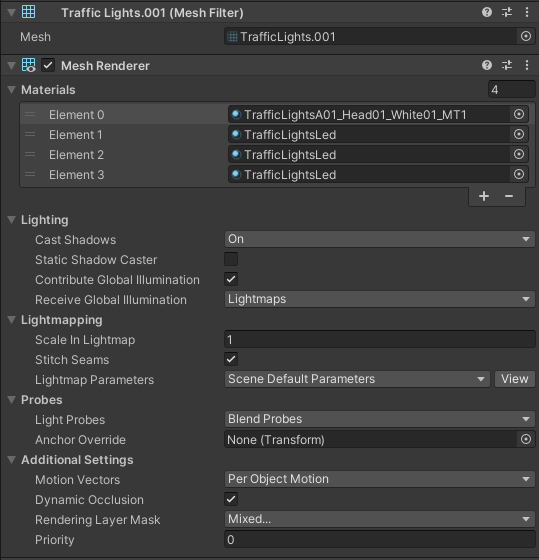 Traffic Lights.001 (Mesh Filter)
Mesh TrafficLights.001
Mesh Renderer
Materials 4
Element 0 TrafficLightsA01_Head01_White01_MT1
Element 1 TrafficLightsLed
Element 2 TrafficLightsLed
Element 3 TrafficLightsLed
+ −
Lighting
Cast Shadows On
Static Shadow Caster
Contribute Global Illumination
Receive Global Illumination Lightmaps
Lightmapping
Scale In Lightmap 1
Stitch Seams
Lightmap Parameters Scene Default Parameters View
Probes
Light Probes Blend Probes
Anchor Override None (Transform)
Additional Settings
Motion Vectors Per Object Motion
Dynamic Occlusion
Rendering Layer Mask Mixed...
Priority 0